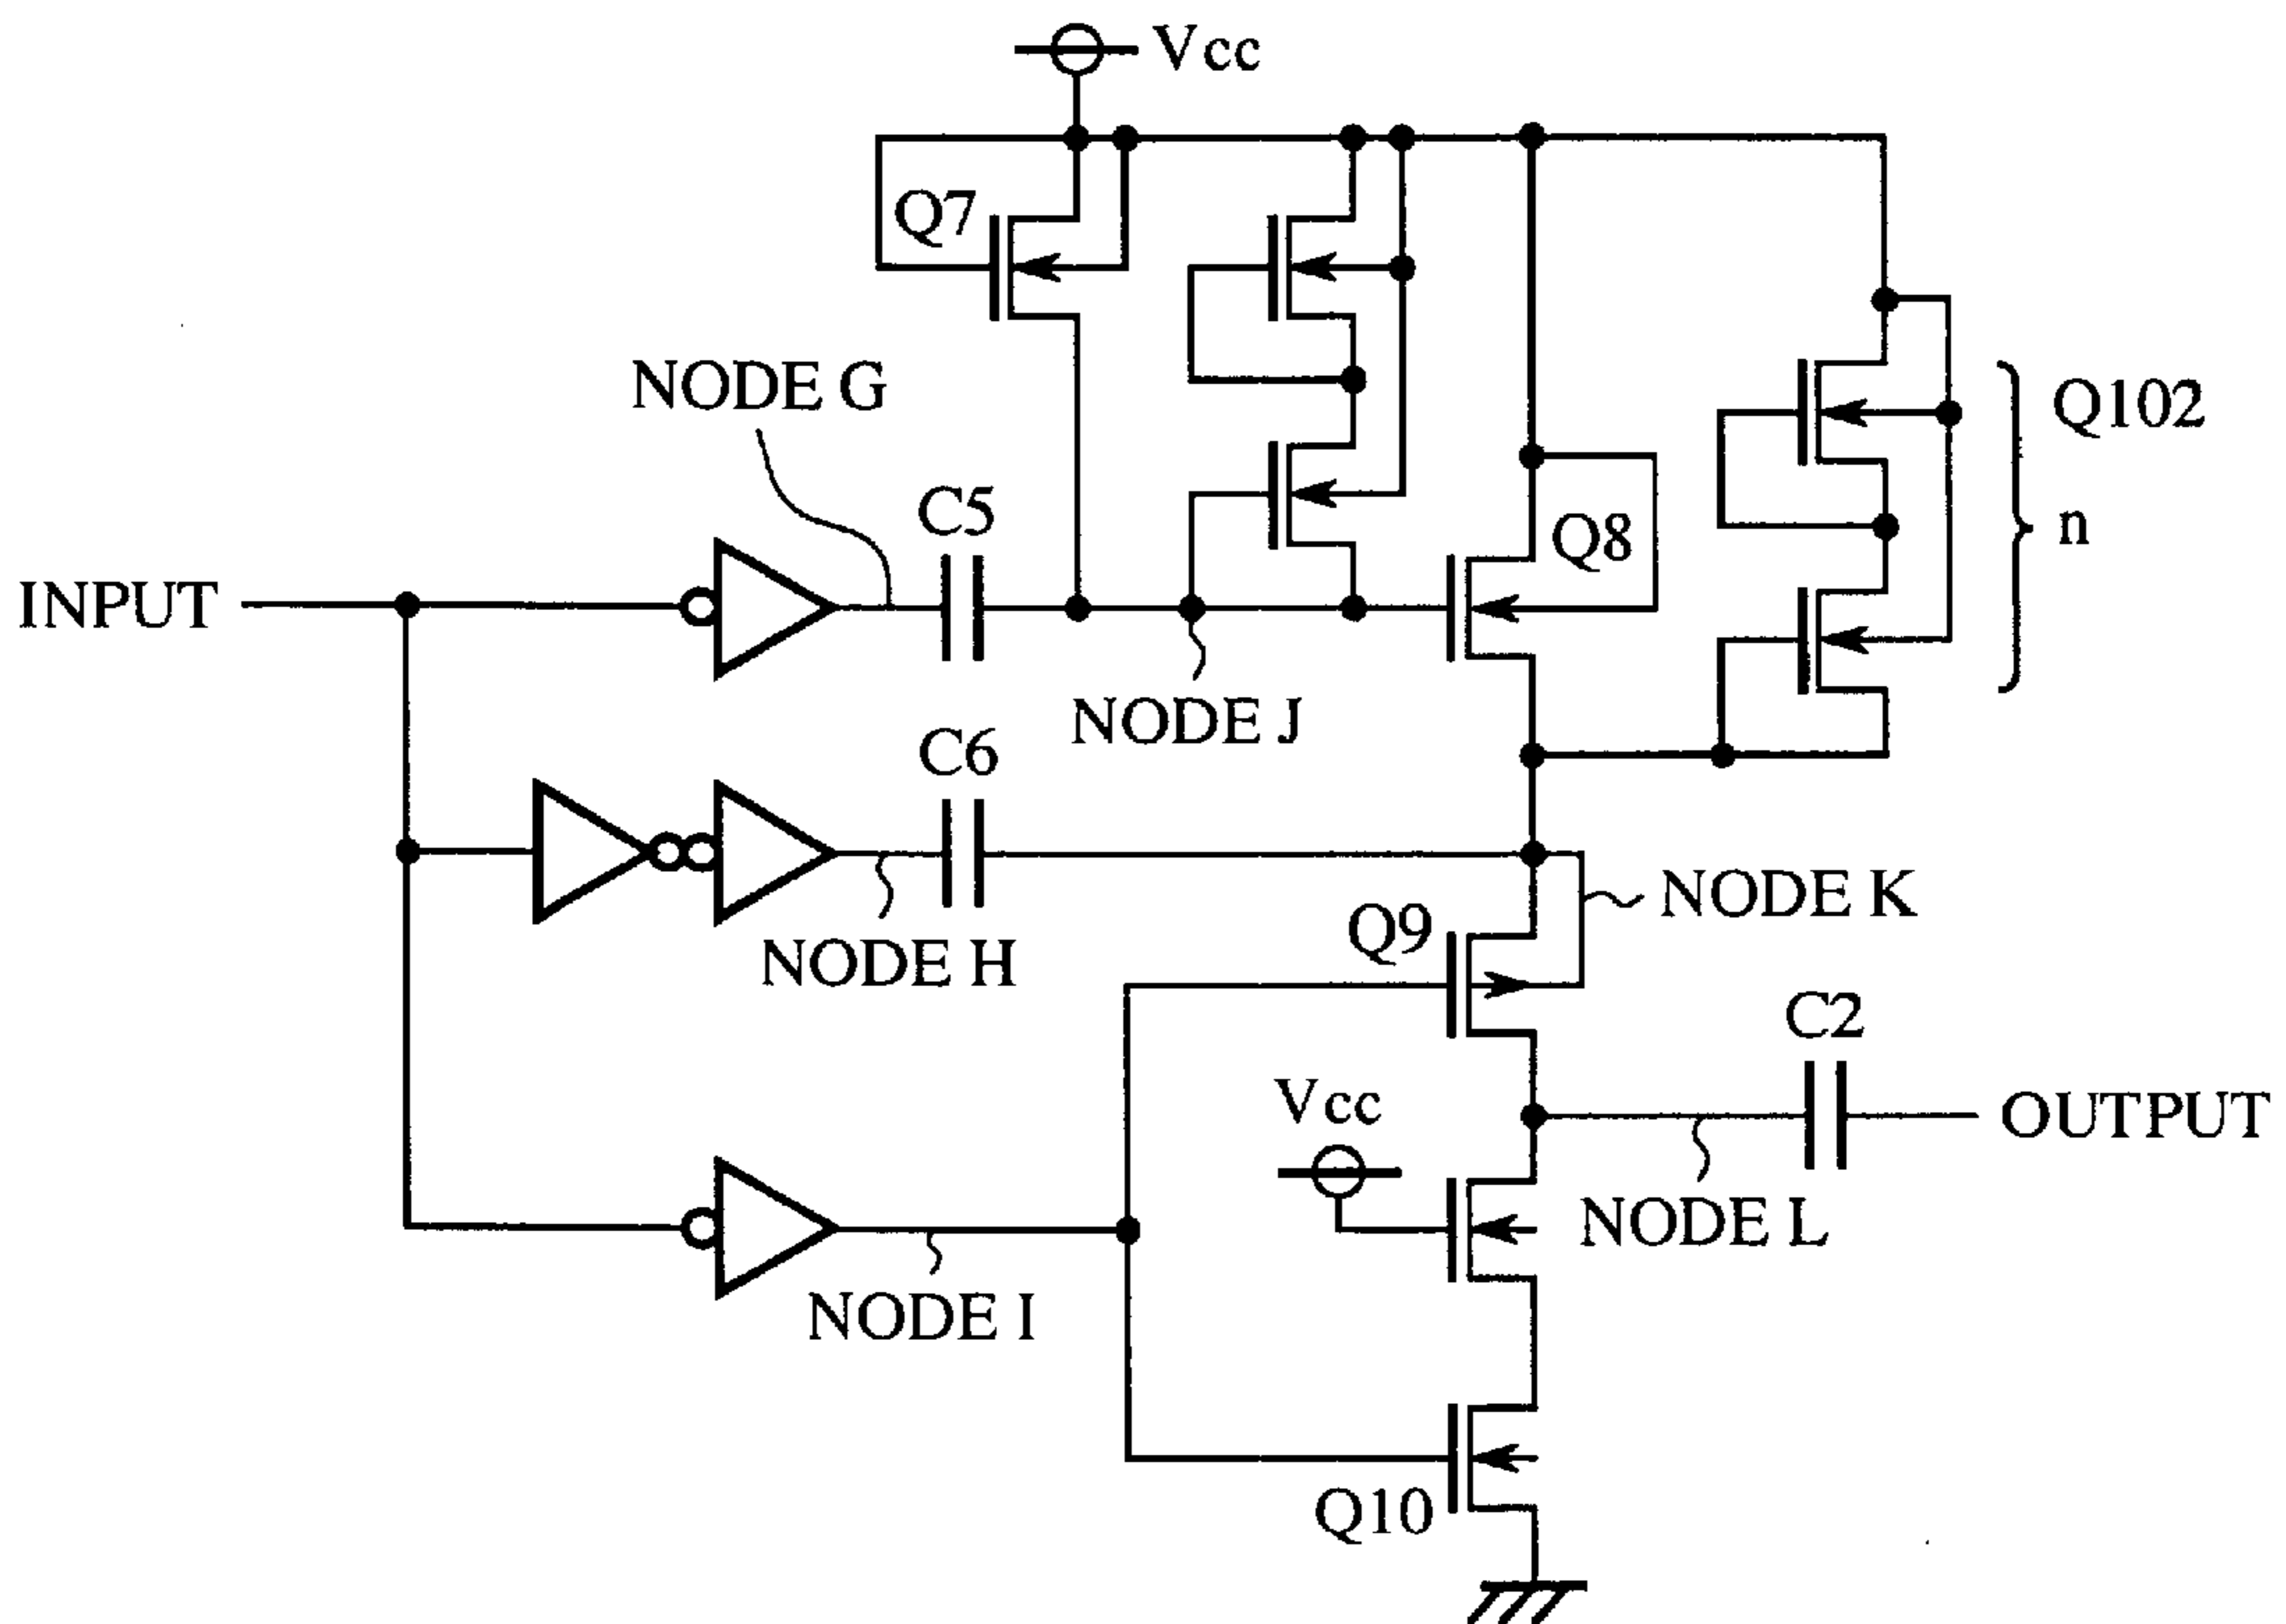 Vcc
Q7
NODE G
Q102
C5
Q8
n
INPUT
NODE J
C6
NODE K
Q9
NODE H
C2
Vcc
OUTPUT
NODE L
NODE I
Q10